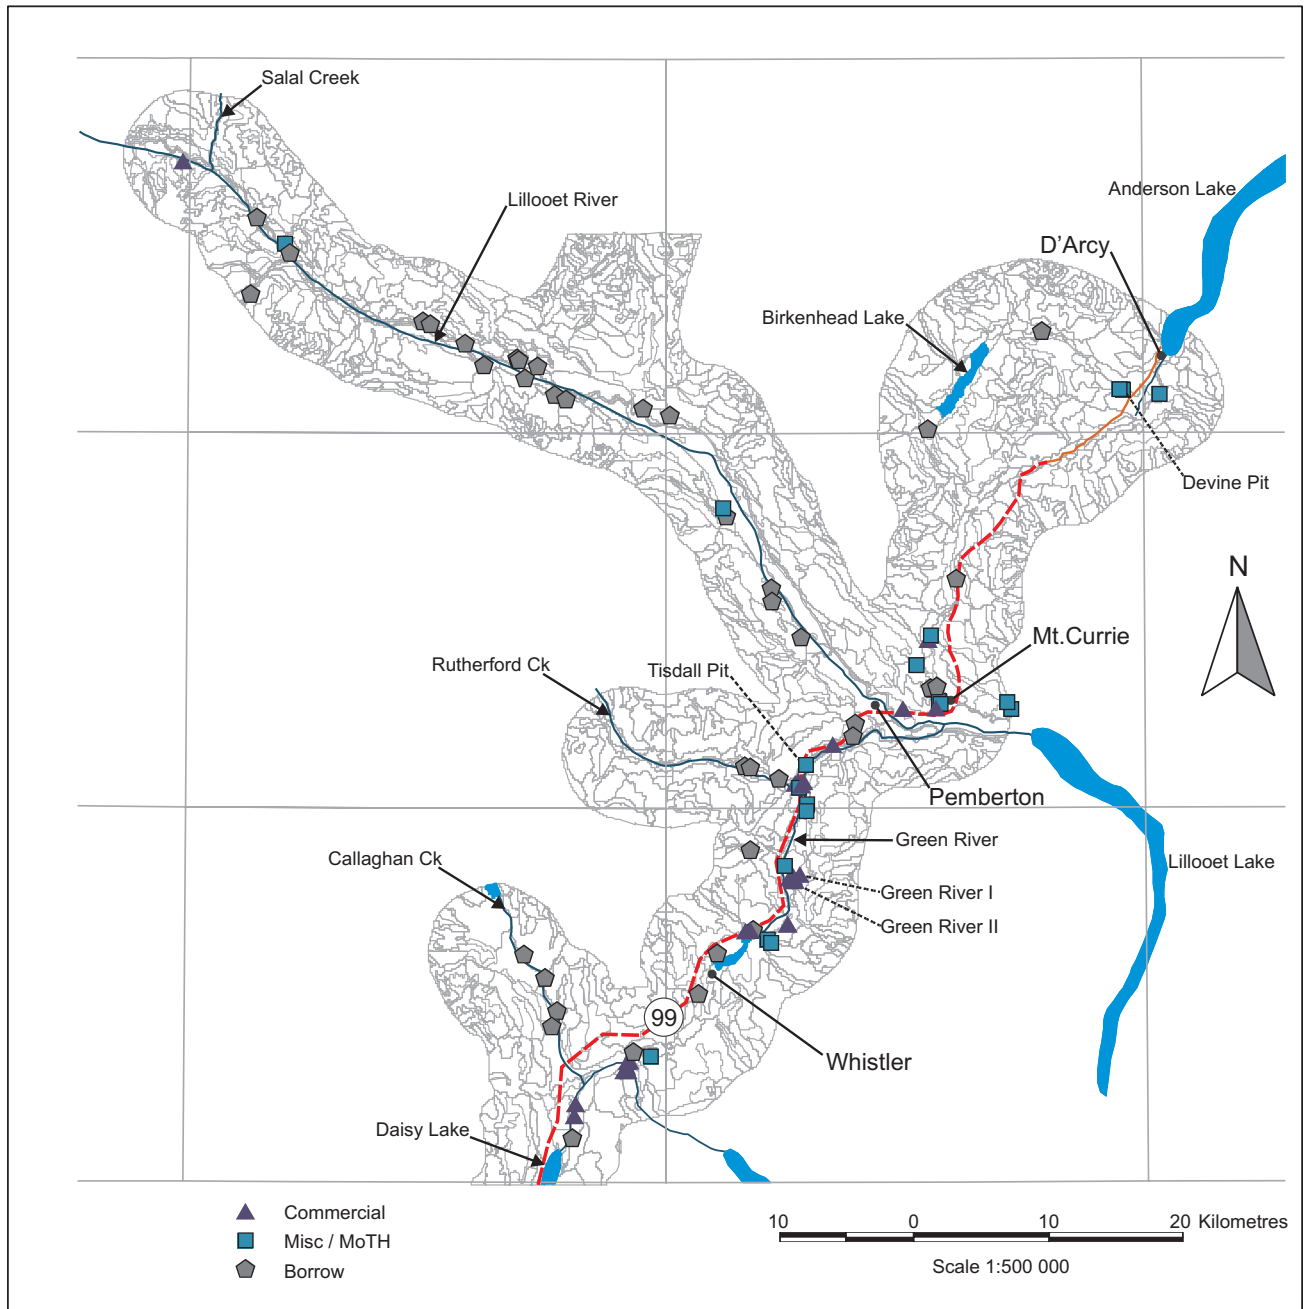 Salal Creek
Lillooet River
Anderson Lake
D'Arcy
Birkenhead Lake
Devine Pit
N
Mt.Currie
Rutherford Ck
Tisdall Pit
Pemberton
Green River
Callaghan Ck
Lillooet Lake
Green River I
Green River II
99
Whistler
Daisy Lake
Commercial
Misc / MoTH
Borrow
10 0 10 20 Kilometres
Scale 1:500 000